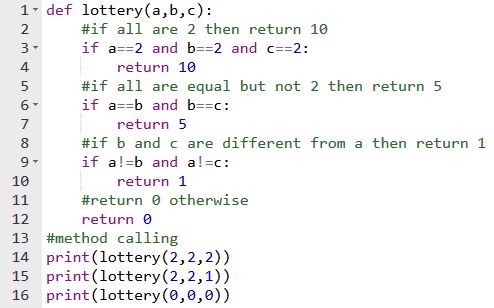 1 def lottery(a,b,c):
2     #if all are 2 then return 10
3     if a==2 and b==2 and c==2:
4         return 10
5     #if all are equal but not 2 then return 5
6     if a==b and b==c:
7         return 5
8     #if b and c are different from a then return 1
9     if a!=b and a!=c:
10         return 1
11     #return 0 otherwise
12     return 0
13 #method calling
14 print(lottery(2,2,2))
15 print(lottery(2,2,1))
16 print(lottery(0,0,0))